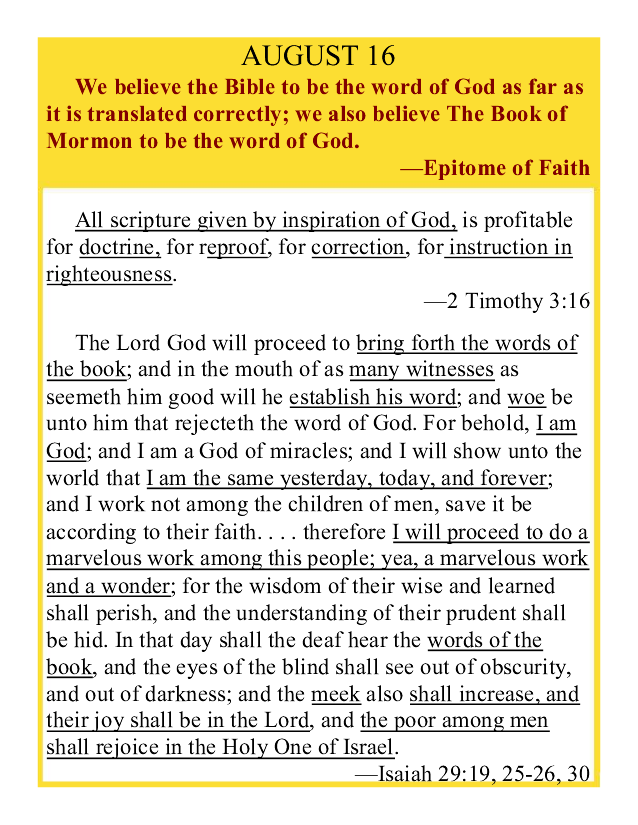 AUGUST 16
We believe the Bible to be the word of God as far as
it is translated correctly; we also believe The Book of
Mormon to be the word of God.
—Epitome of Faith
All scripture given by inspiration of God, is profitable
for doctrine, for reproof, for correction, for instruction in
righteousness.
—2 Timothy 3:16
The Lord God will proceed to bring forth the words of
the book; and in the mouth of as many witnesses as
seemeth him good will he establish his word; and woe be
unto him that rejecteth the word of God. For behold, I am
God; and I am a God of miracles; and I will show unto the
world that I am the same yesterday, today, and forever;
and I work not among the children of men, save it be
according to their faith. . . . therefore I will proceed to do a
marvelous work among this people; yea, a marvelous work
and a wonder; for the wisdom of their wise and learned
shall perish, and the understanding of their prudent shall
be hid. In that day shall the deaf hear the words of the
book, and the eyes of the blind shall see out of obscurity,
and out of darkness; and the meek also shall increase, and
their joy shall be in the Lord, and the poor among men
shall rejoice in the Holy One of Israel.
—Isaiah 29:19, 25-26, 30